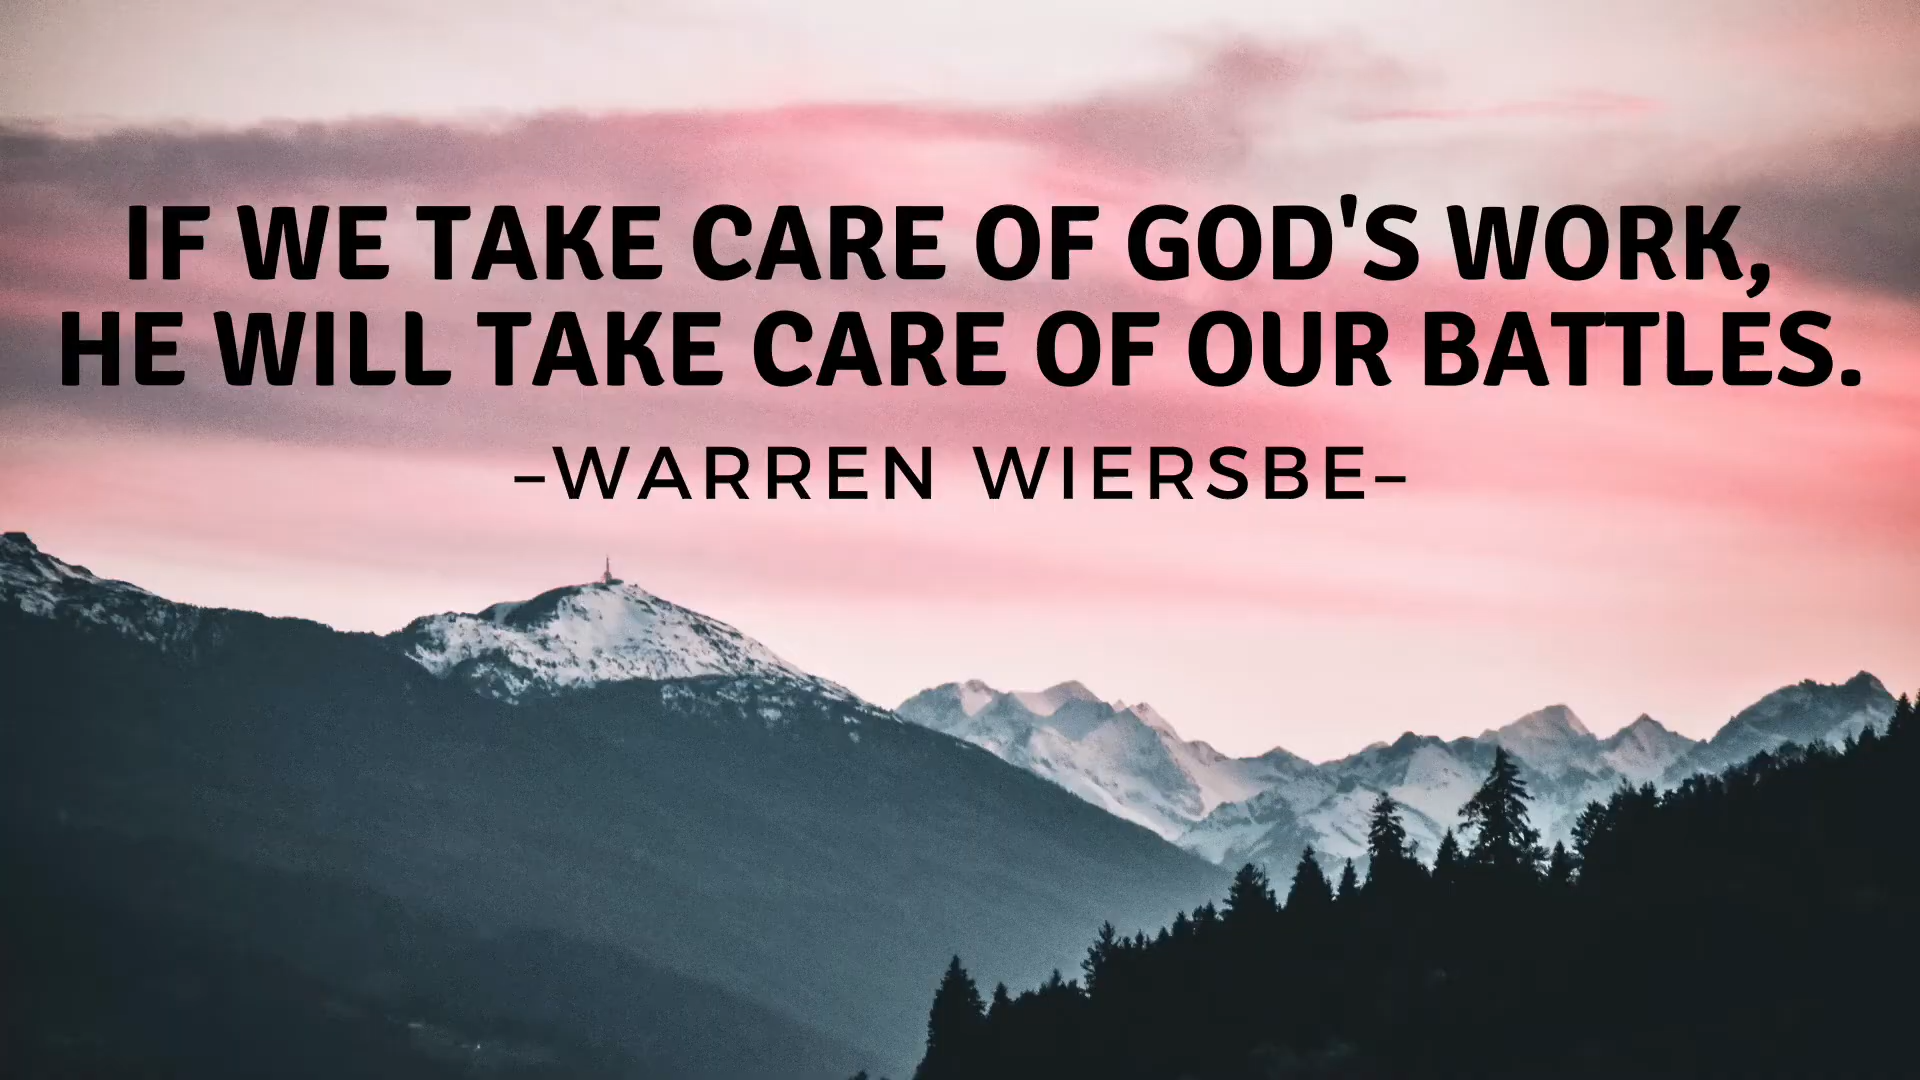 IF WE TAKE CARE OF GOD'S WORK,
HE WILL TAKE CARE OF OUR BATTLES.
–WARREN WIERSBE–